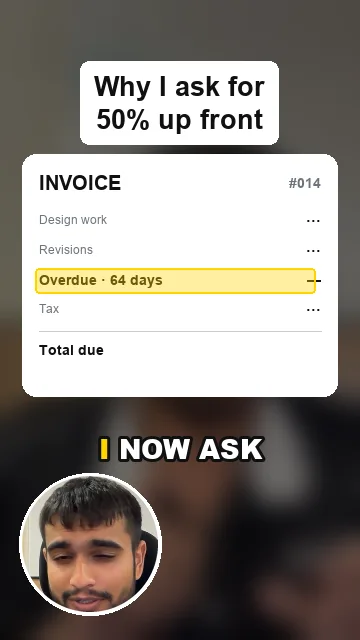 Why I ask for
50% up front
INVOICE #014
Design work ...
Revisions ...
Overdue · 64 days —
Tax ...
Total due
I NOW ASK